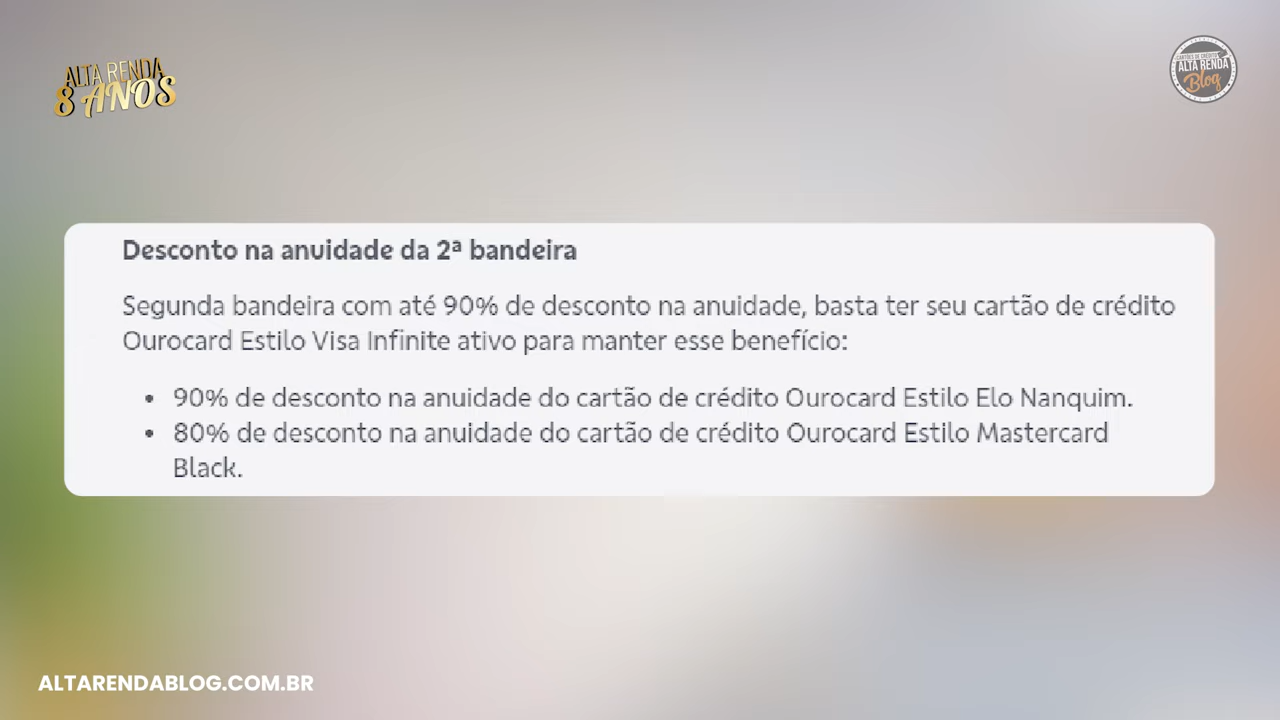 ALTA RENDA
8 ANOS
CARTÕES DE CRÉDITO
ALTA RENDA
Blog
Desconto na anuidade da 2ª bandeira
Segunda bandeira com até 90% de desconto na anuidade, basta ter seu cartão de crédito
Ourocard Estilo Visa Infinite ativo para manter esse benefício:
• 90% de desconto na anuidade do cartão de crédito Ourocard Estilo Elo Nanquim.
• 80% de desconto na anuidade do cartão de crédito Ourocard Estilo Mastercard
Black.
ALTARENDABLOG.COM.BR